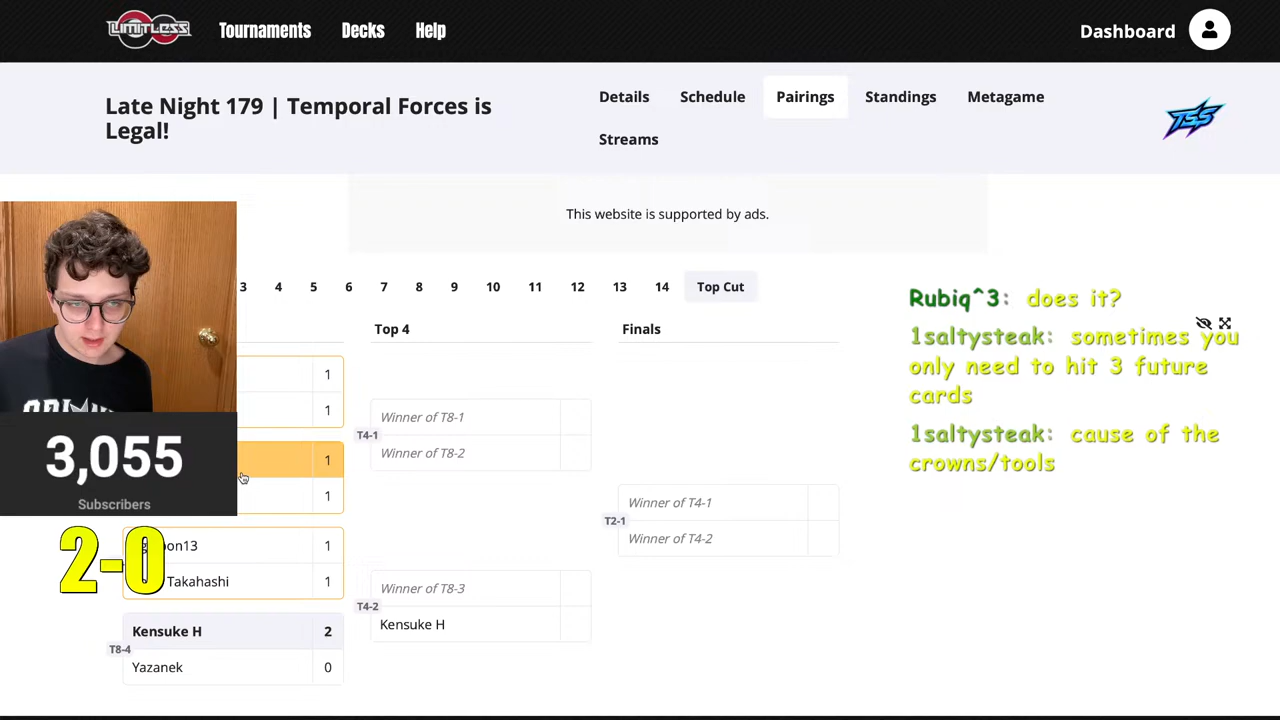 LIMITLESS
Tournaments
Decks
Help
Dashboard
Late Night 179 | Temporal Forces is
Legal!
Details
Schedule
Pairings
Standings
Metagame
Streams
TSS
This website is supported by ads.
3
4
5
6
7
8
9
10
11
12
13
14
Top Cut
Top 4
Finals
1
1
1
1
1
Takahashi
1
Kensuke H
2
T8-4
Yazanek
0
Winner of T8-1
T4-1
Winner of T8-2
Winner of T8-3
T4-2
Kensuke H
Winner of T4-1
T2-1
Winner of T4-2
3,055
Subscribers
2-0
Rubiq^3: does it?
1saltysteak: sometimes you
only need to hit 3 future
cards
1saltysteak: cause of the
crowns/tools